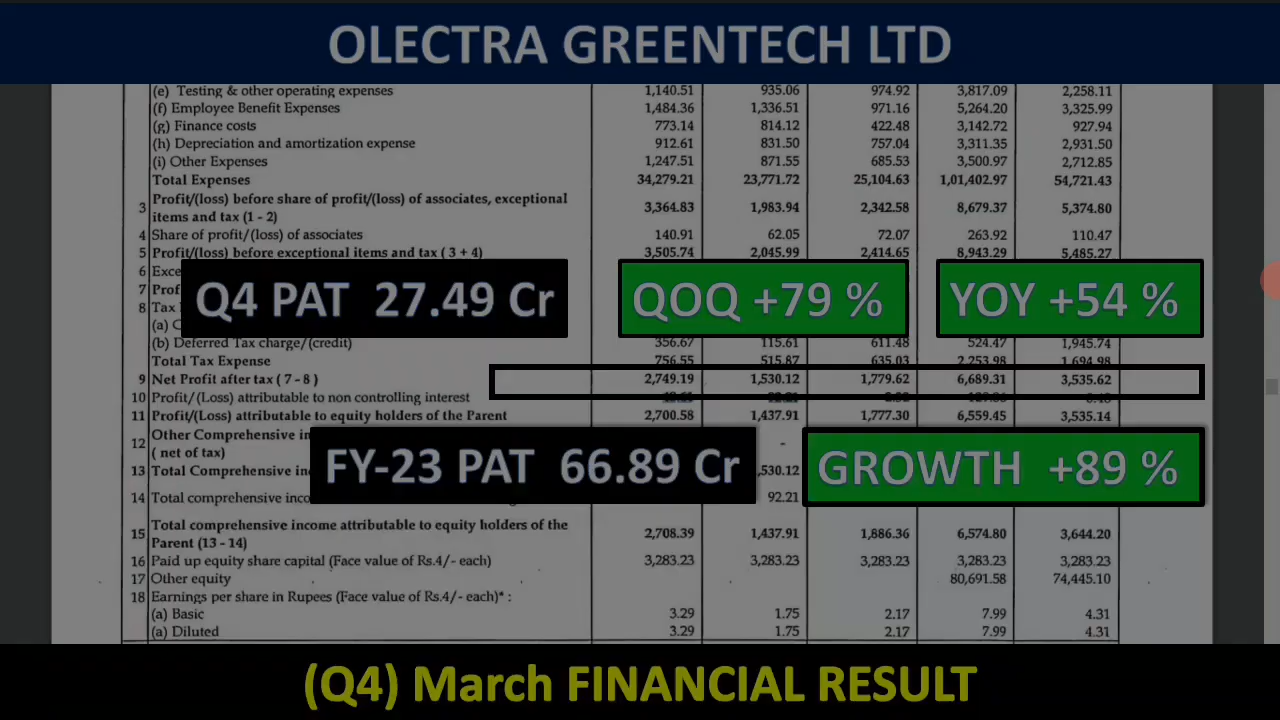 OLECTRA GREENTECH LTD
(e) Testing & other operating expenses 1,140.51 935.06 974.92 3,817.09 2,258.11
(f) Employee Benefit Expenses 1,484.36 1,336.51 971.16 5,264.20 3,325.99
(g) Finance costs 773.14 814.12 422.48 3,142.72 927.94
(h) Depreciation and amortization expense 912.61 831.50 757.04 3,311.35 2,931.50
(i) Other Expenses 1,247.51 871.55 685.53 3,500.97 2,712.85
Total Expenses 34,279.21 23,771.72 25,104.63 1,01,402.97 54,721.43
3 Profit/(loss) before share of profit/(loss) of associates, exceptional
items and tax (1 - 2) 3,364.83 1,983.94 2,342.58 8,679.37 5,374.80
4 Share of profit/(loss) of associates 140.91 62.05 72.07 263.92 110.47
5 Profit/(loss) before exceptional items and tax ( 3 + 4) 3,505.74 2,045.99 2,414.65 8,943.29 5,485.27
6 Exce
7 Prof
8 Tax
Q4 PAT 27.49 Cr QOQ +79 % YOY +54 %
(a) C
(b) Deferred Tax charge/(credit) 356.67 115.61 611.48 524.47 1,945.74
Total Tax Expense 756.55 515.87 635.03 2,253.98 1,694.98
9 Net Profit after tax ( 7 - 8 ) 2,749.19 1,530.12 1,779.62 6,689.31 3,535.62
10 Profit/(Loss) attributable to non controlling interest
11 Profit/(Loss) attributable to equity holders of the Parent 2,700.58 1,437.91 1,777.30 6,559.45 3,535.14
12 Other Comprehensive in
( net of tax) -
FY-23 PAT 66.89 Cr GROWTH +89 %
13 Total Comprehensive inc ,530.12
14 Total comprehensive inco 92.21
15 Total comprehensive income attributable to equity holders of the
Parent (13 - 14) 2,708.39 1,437.91 1,886.36 6,574.80 3,644.20
16 Paid up equity share capital (Face value of Rs.4/- each) 3,283.23 3,283.23 3,283.23 3,283.23 3,283.23
17 Other equity 80,691.58 74,445.10
18 Earnings per share in Rupees (Face value of Rs.4/- each)* :
(a) Basic 3.29 1.75 2.17 7.99 4.31
(a) Diluted 3.29 1.75 2.17 7.99 4.31
(Q4) March FINANCIAL RESULT